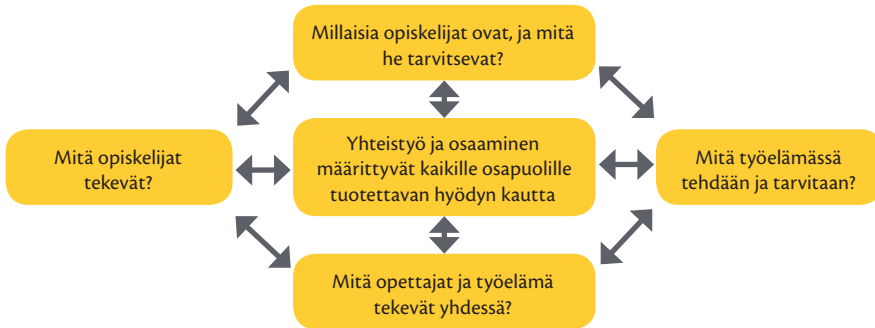 Millaisia opiskelijat ovat, ja mitä
he tarvitsevat?
Mitä opiskelijat
tekevät?
Yhteistyö ja osaaminen
määrittyvät kaikille osapuolille
tuotettavan hyödyn kautta
Mitä työelämässä
tehdään ja tarvitaan?
Mitä opettajat ja työelämä
tekevät yhdessä?